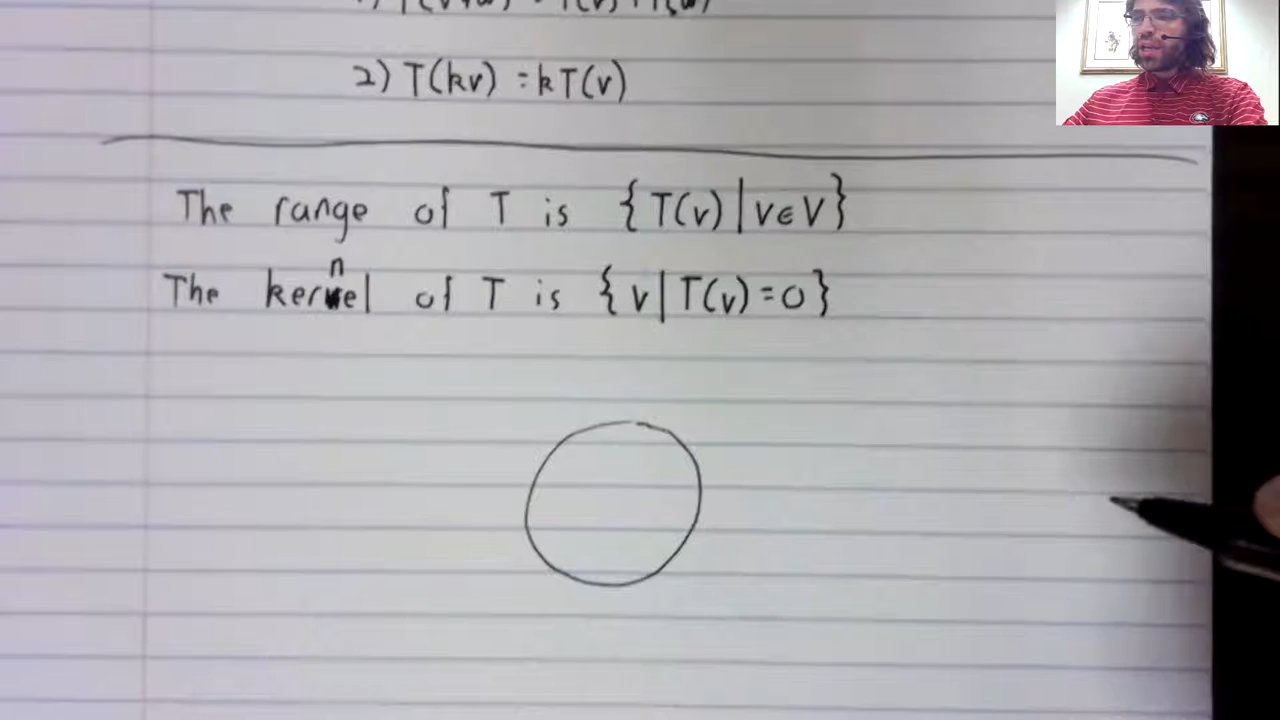 2) T(kv) = kT(v)
The range of T is { T(v) | v ∈ V }
The kernel of T is { v | T(v) = 0 }